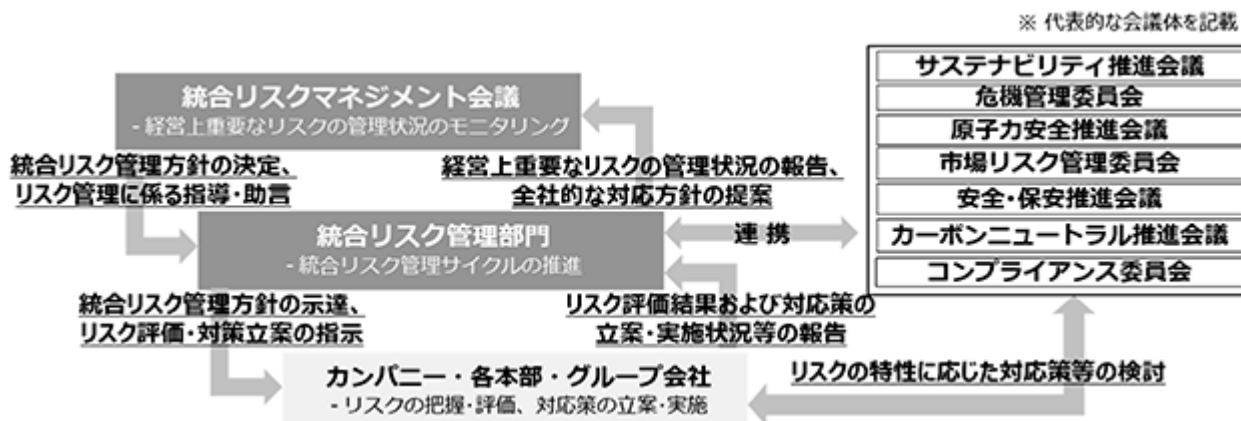 ※ 代表的な会議体を記載
統合リスクマネジメント会議
- 経営上重要なリスクの管理状況のモニタリング
統合リスク管理方針の決定、
リスク管理に係る指導・助言
経営上重要なリスクの管理状況の報告、
全社的な対応方針の提案
統合リスク管理部門
- 統合リスク管理サイクルの推進
連 携
統合リスク管理方針の示達、
リスク評価・対策立案の指示
リスク評価結果および対応策の
立案・実施状況等の報告
カンパニー・各本部・グループ会社
- リスクの把握・評価、対応策の立案・実施
サステナビリティ推進会議
危機管理委員会
原子力安全推進会議
市場リスク管理委員会
安全・保安推進会議
カーボンニュートラル推進会議
コンプライアンス委員会
リスクの特性に応じた対応策等の検討